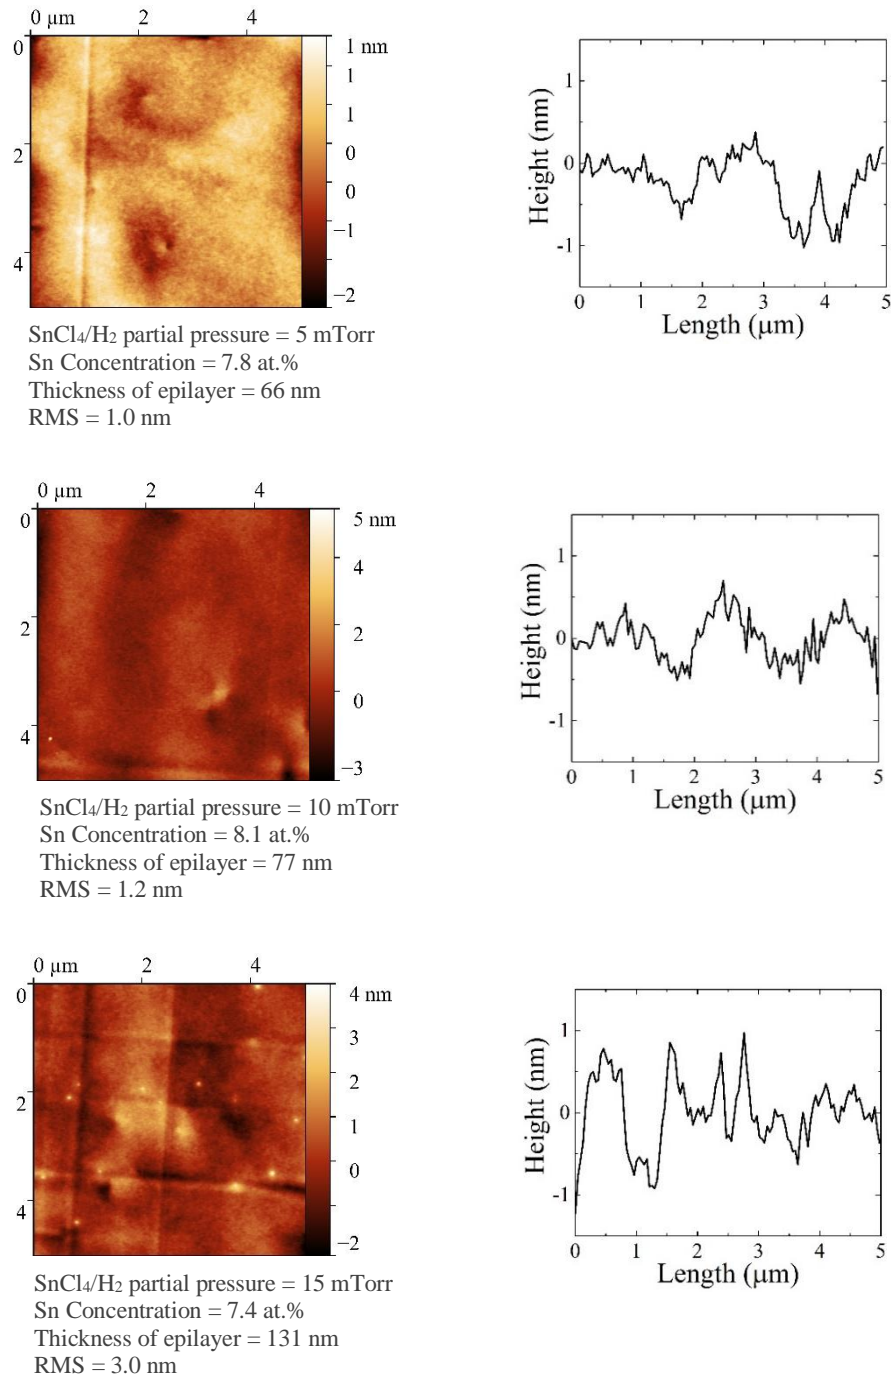 0 µm 2 4
0
2
4
1 nm
1
1
0
0
−1
−2
SnCl₄/H₂ partial pressure = 5 mTorr
Sn Concentration = 7.8 at.%
Thickness of epilayer = 66 nm
RMS = 1.0 nm
Height (nm)
1
0
-1
0 1 2 3 4 5
Length (µm)
0 µm 2 4
0
2
4
5 nm
4
2
0
−3
SnCl₄/H₂ partial pressure = 10 mTorr
Sn Concentration = 8.1 at.%
Thickness of epilayer = 77 nm
RMS = 1.2 nm
Height (nm)
1
0
-1
0 1 2 3 4 5
Length (µm)
0 µm 2 4
0
2
4
4 nm
3
2
1
0
−2
SnCl₄/H₂ partial pressure = 15 mTorr
Sn Concentration = 7.4 at.%
Thickness of epilayer = 131 nm
RMS = 3.0 nm
Height (nm)
1
0
-1
0 1 2 3 4 5
Length (µm)